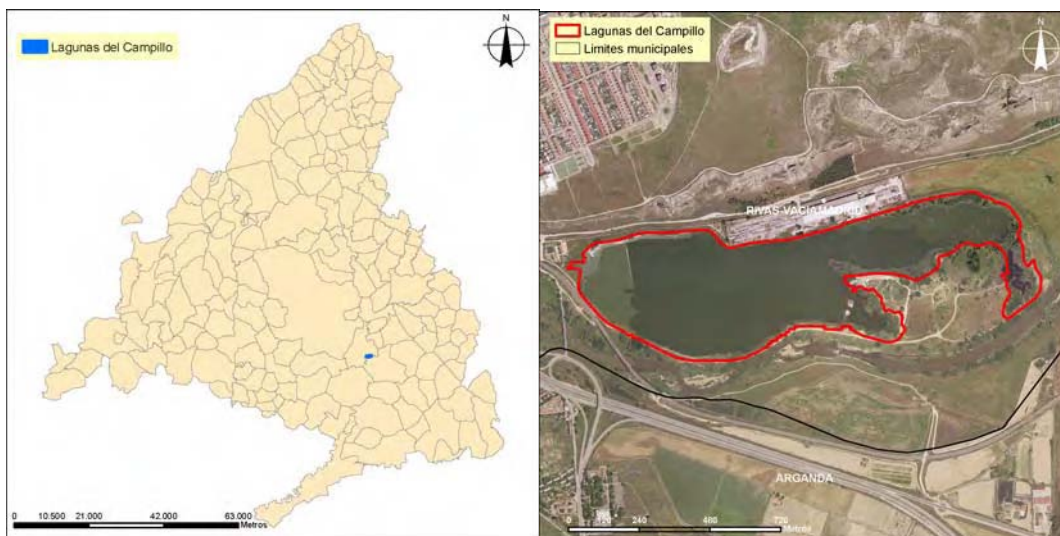 Lagunas del Campillo
N
0 10.500 21.000 42.000 63.000
Metros
Lagunas del Campillo
Limites municipales
N
RIVAS-VACIAMADRID
ARGANDA
0 120 240 480 720
Metros